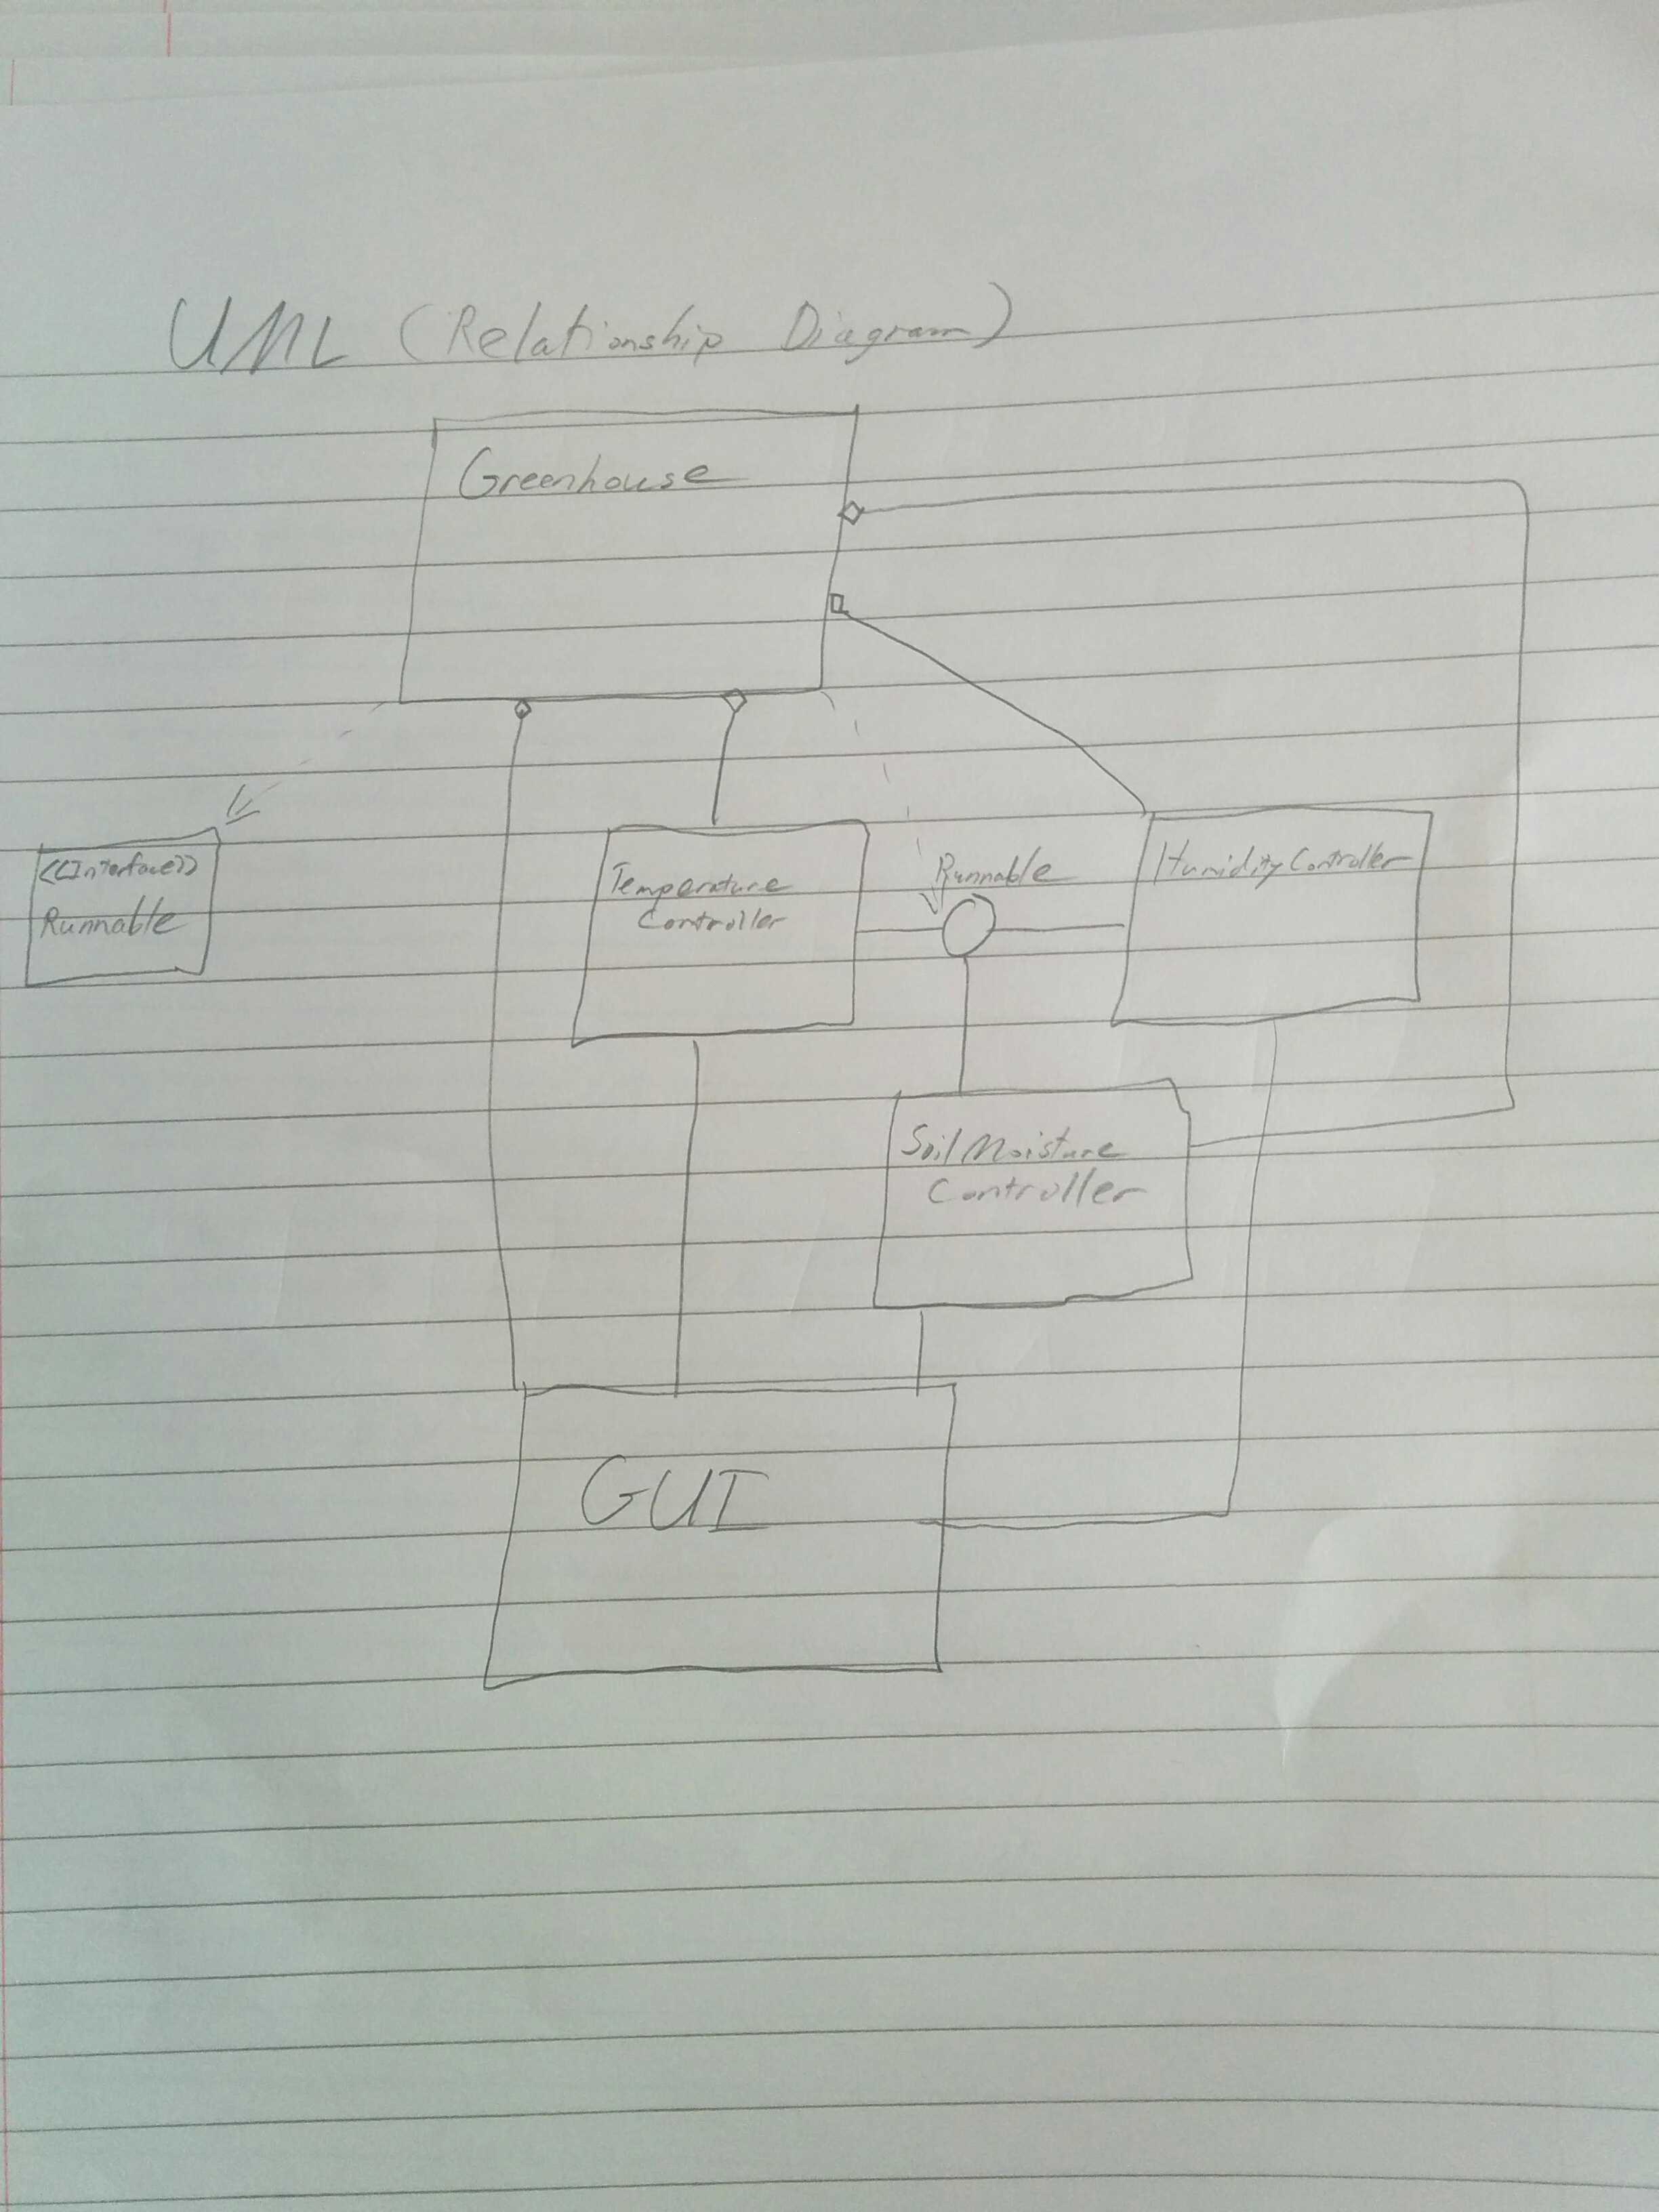 UML (Relationship Diagram)
Greenhouse
<<Interface>>
Runnable
Temperature
Controller
Runnable
Humidity Controller
Soil Moisture
Controller
GUI